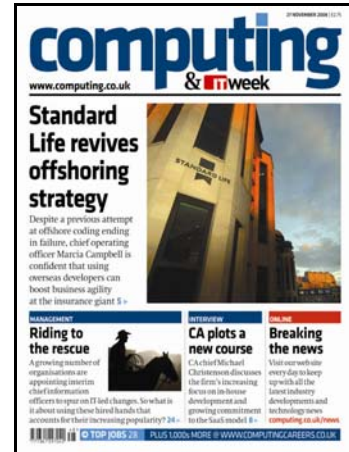 27 NOVEMBER 2008 | £2.75
computing
www.computing.co.uk
& ITweek
Standard
Life revives
offshoring
strategy
Despite a previous attempt
at offshore coding ending
in failure, chief operating
officer Marcia Campbell is
confident that using
overseas developers can
boost business agility
at the insurance giant 5 »
STANDARD LIFE
MANAGEMENT
Riding to
the rescue
A growing number of
organisations are
appointing interim
chief information
officers to spur on IT-led changes. So what is
it about using these hired hands that
accounts for their increasing popularity? 24 »
INTERVIEW
CA plots a
new course
CA chief Michael
Christenson discusses
the firm's increasing
focus on in-house
development and
growing commitment
to the SaaS model 8 »
ONLINE
Breaking
the news
Visit our website
every day to keep
up with all the
latest industry
developments and
technology news
computing.co.uk/news
TOP JOBS 28
PLUS 1,000s MORE @ WWW.COMPUTINGCAREERS.CO.UK